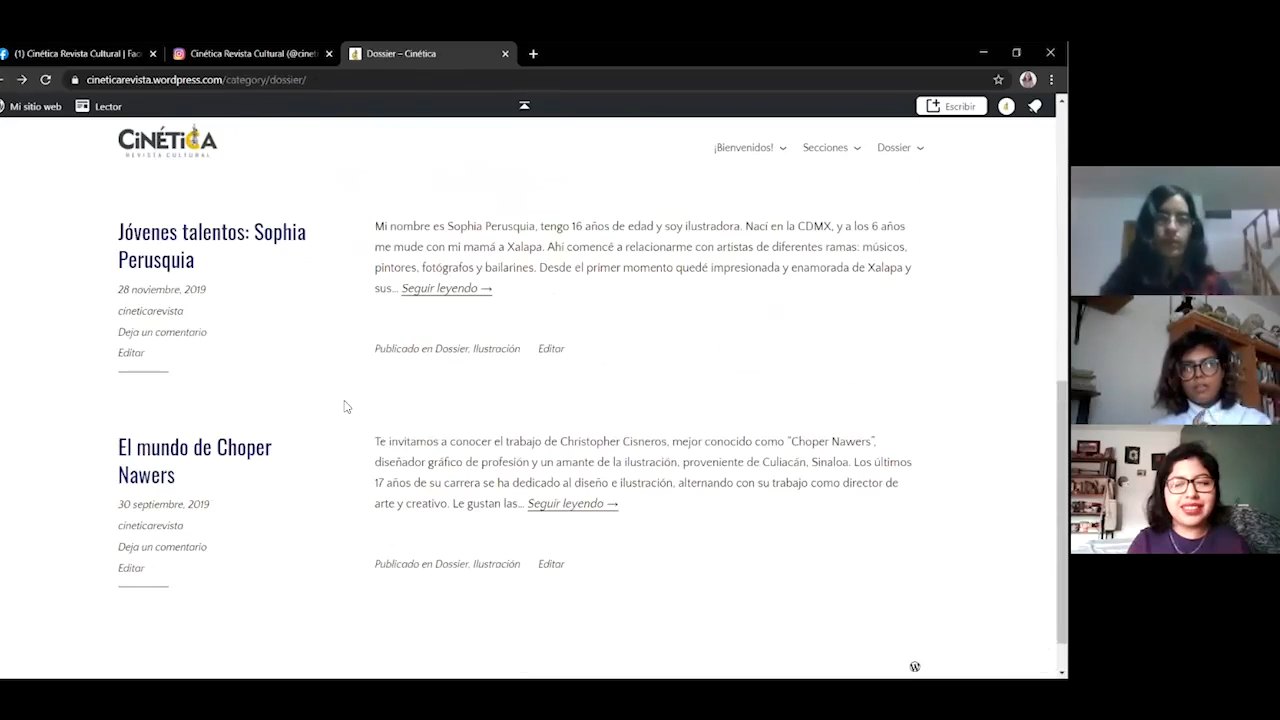 (1) Cinética Revista Cultural | Fac
Cinética Revista Cultural (@cineti
Dossier – Cinética
cineticarevista.wordpress.com/category/dossier/
Mi sitio web
Lector
Escribir
CiNÉTiCA
REVISTA CULTURAL
¡Bienvenidos!
Secciones
Dossier
Jóvenes talentos: Sophia
Perusquia
28 noviembre, 2019
cineticarevista
Deja un comentario
Editar
Mi nombre es Sophia Perusquia, tengo 16 años de edad y soy ilustradora. Nací en la CDMX, y a los 6 años
me mude con mi mamá a Xalapa. Ahí comencé a relacionarme con artistas de diferentes ramas: músicos,
pintores, fotógrafos y bailarines. Desde el primer momento quedé impresionada y enamorada de Xalapa y
sus... Seguir leyendo →
Publicado en Dossier, Ilustración
Editar
El mundo de Choper
Nawers
30 septiembre, 2019
cineticarevista
Deja un comentario
Editar
Te invitamos a conocer el trabajo de Christopher Cisneros, mejor conocido como “Choper Nawers”,
diseñador gráfico de profesión y un amante de la ilustración, proveniente de Culiacán, Sinaloa. Los últimos
17 años de su carrera se ha dedicado al diseño e ilustración, alternando con su trabajo como director de
arte y creativo. Le gustan las... Seguir leyendo →
Publicado en Dossier, Ilustración
Editar